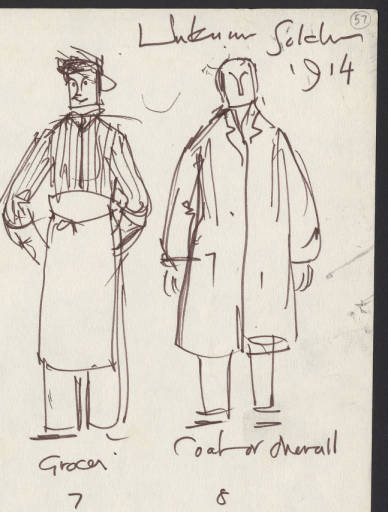 57
Unknown Soldier
1914
Grocer
Coat or overall
7
8